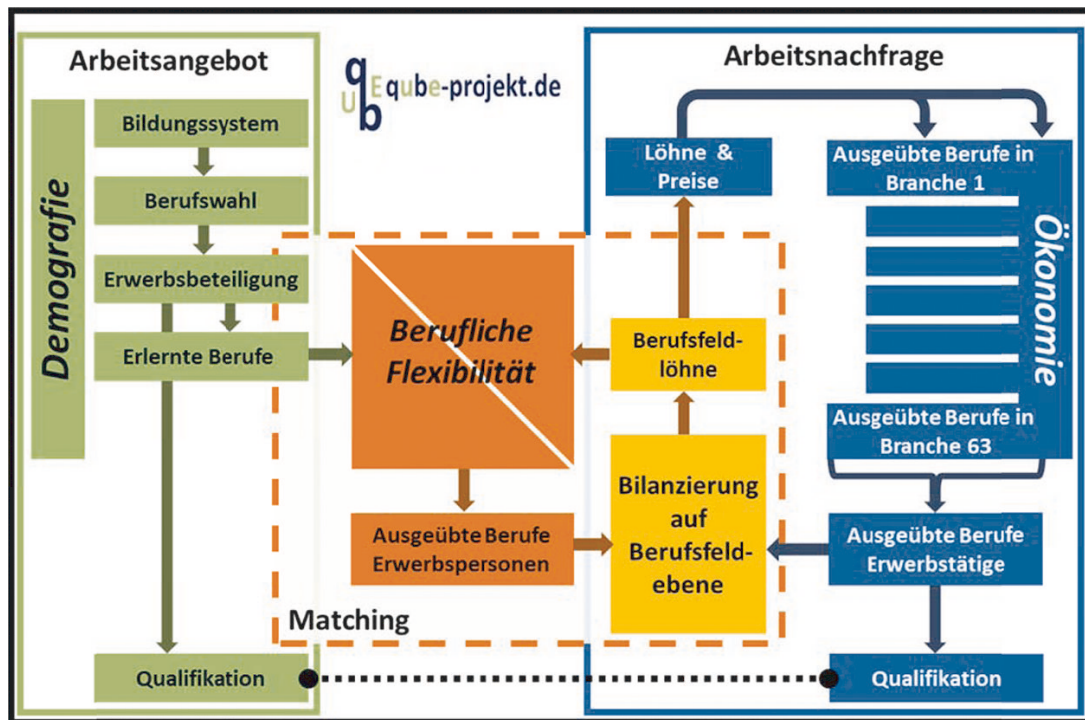 Arbeitsangebot
Demografie
Bildungssystem
Berufswahl
Erwerbsbeteiligung
Erlernte Berufe
Qualifikation
qUEb
qube-projekt.de
Berufliche
Flexibilität
Ausgeübte Berufe
Erwerbspersonen
Matching
Arbeitsnachfrage
Löhne &
Preise
Berufsfeld-
löhne
Bilanzierung
auf
Berufsfeld-
ebene
Ausgeübte Berufe in
Branche 1
Ökonomie
Ausgeübte Berufe in
Branche 63
Ausgeübte Berufe
Erwerbstätige
Qualifikation